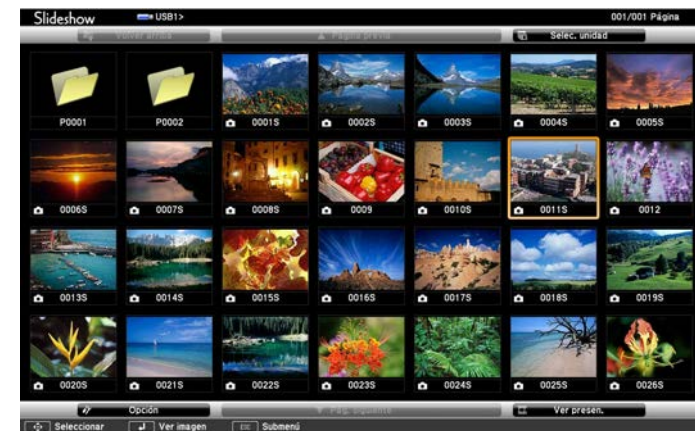 Slideshow USB1> 001/001 Página
Volver arriba ▲ Página previa Selec. unidad
P0001 P0002 0001S 0002S 0003S 0004S 0005S
0006S 0007S 0008S 0009 0010S 0011S 0012
0013S 0014S 0015S 0016S 0017S 0018S 0019S
0020S 0021S 0022S 0023S 0024S 0025S 0026S
Opción ▼ Pág. siguiente Ver presen.
Seleccionar Ver imagen ESC Submenú